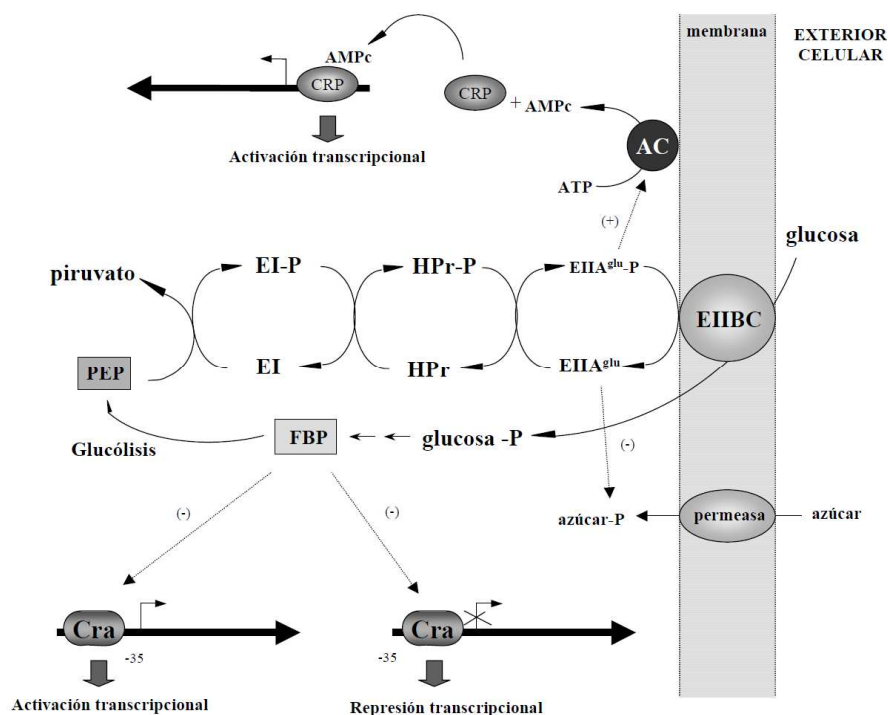 membrana
EXTERIOR
CELULAR
AMPc
CRP
CRP
+ AMPc
AC
Activación transcripcional
ATP
(+)
glucosa
piruvato
EI-P
HPr-P
EIIAglu-P
EIIBC
PEP
EI
HPr
EIIAglu
Glucólisis
FBP
glucosa -P
(-)
(-)
(-)
azúcar-P
permeasa
azúcar
Cra
-35
Cra
-35
Activación transcripcional
Represión transcripcional